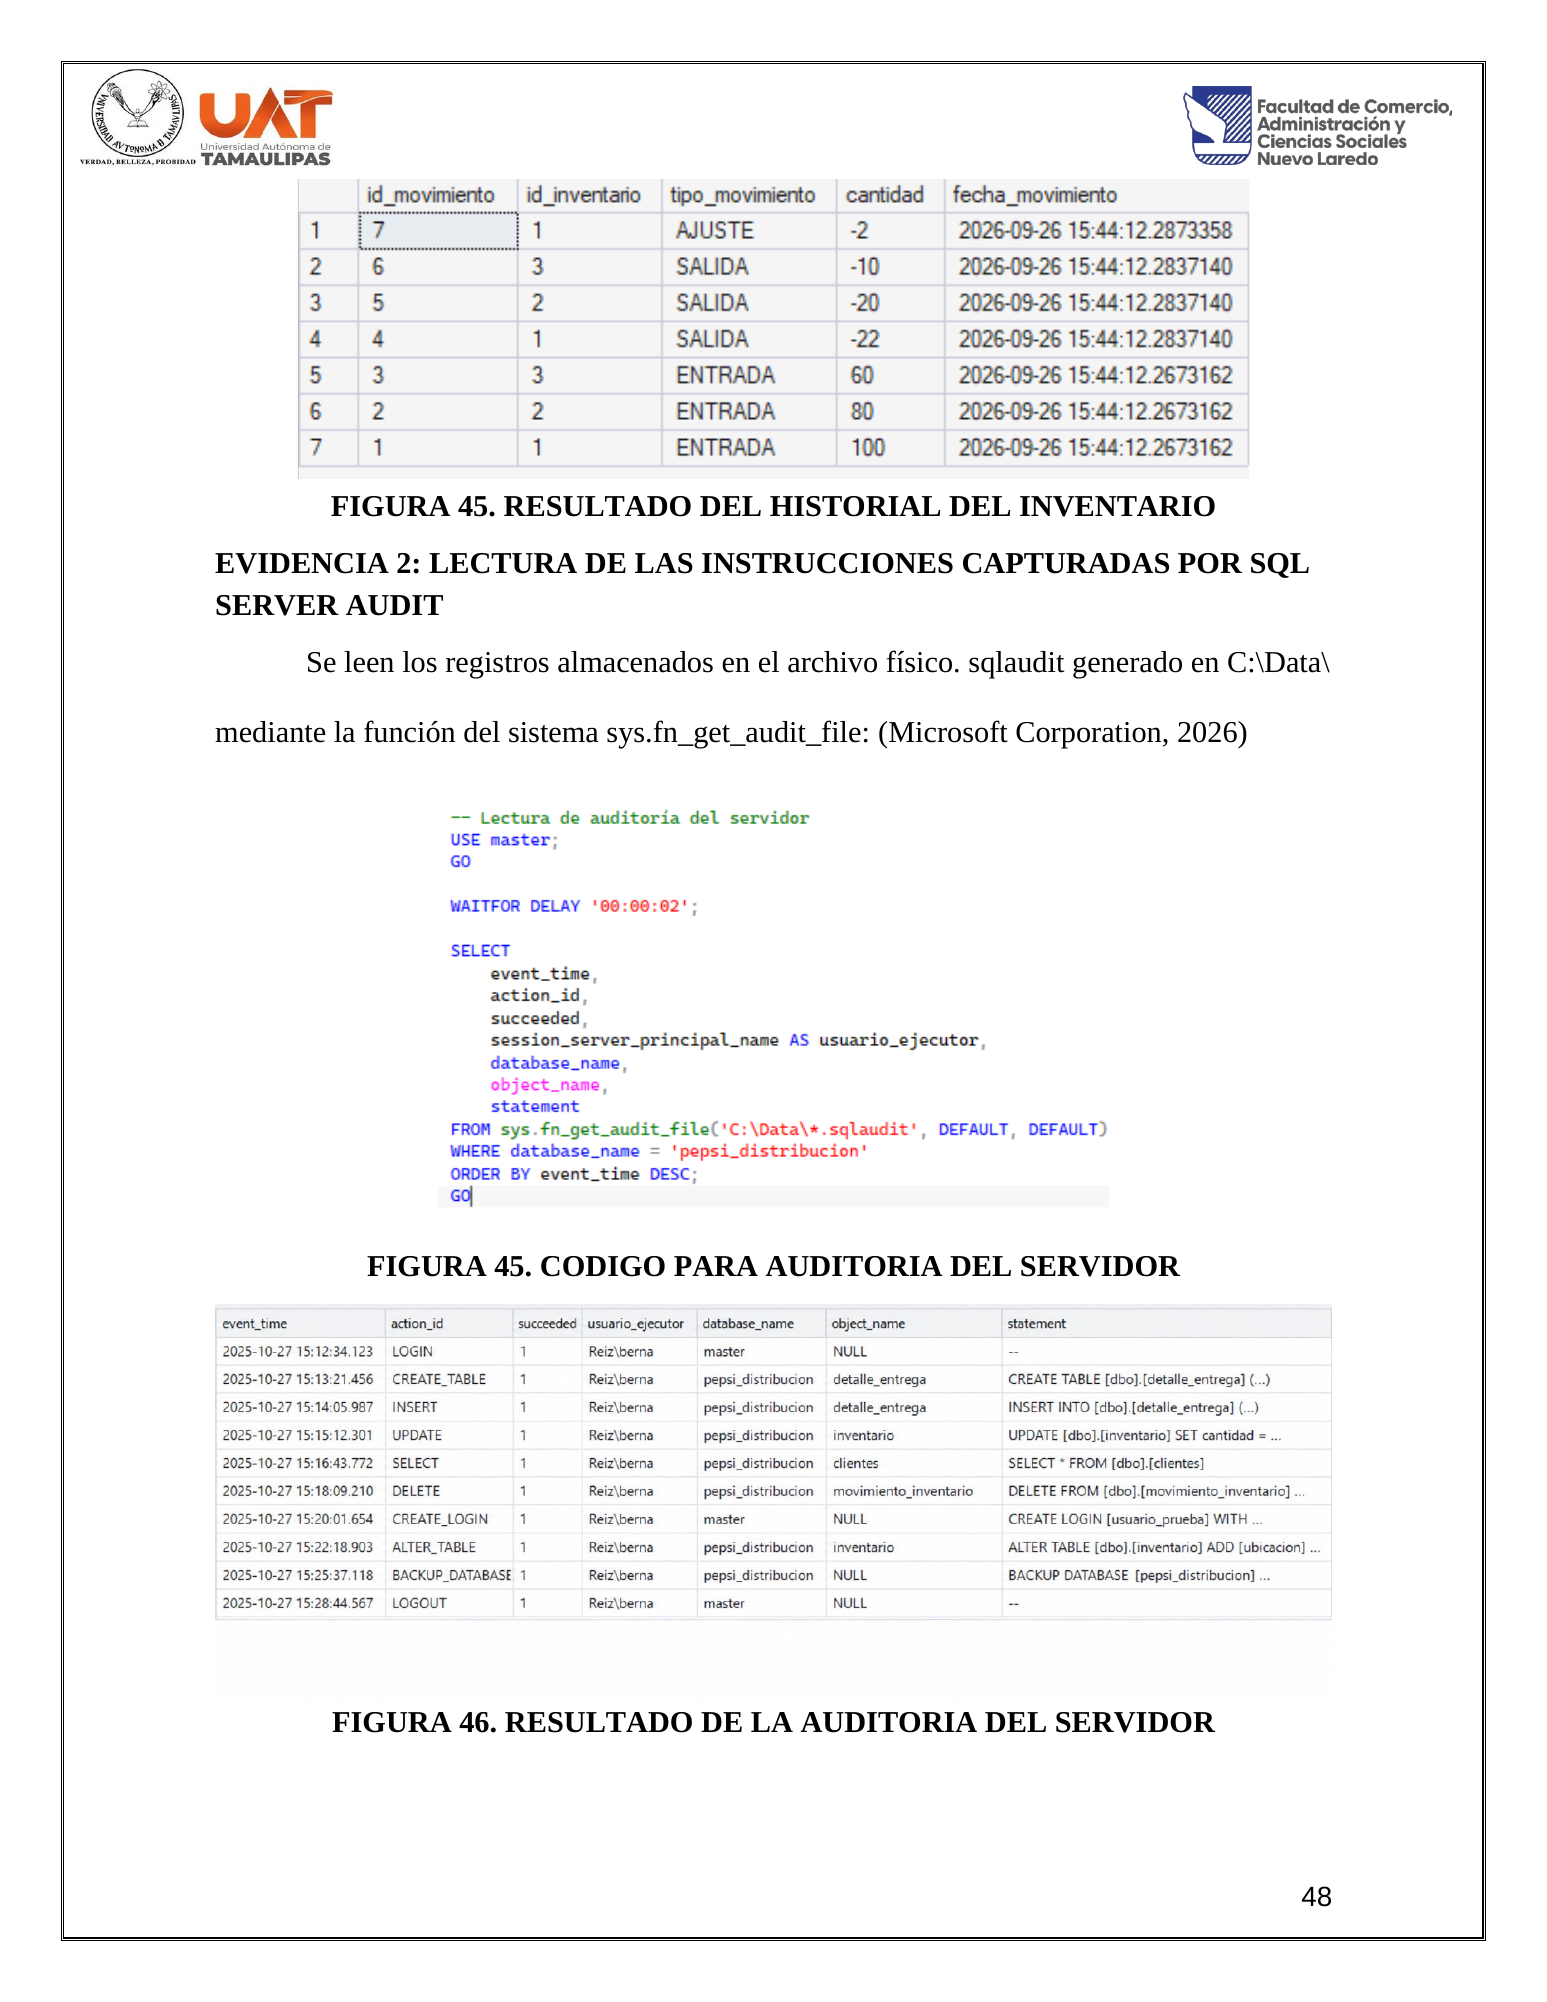 UNIVERSIDAD AUTONOMA DE TAMAULIPAS
VERDAD, BELLEZA, PROBIDAD
UAT
Universidad Autónoma de
TAMAULIPAS
Facultad de Comercio,
Administración y
Ciencias Sociales
Nuevo Laredo
id_movimiento id_inventario tipo_movimiento cantidad fecha_movimiento
1 7 1 AJUSTE -2 2026-09-26 15:44:12.2873358
2 6 3 SALIDA -10 2026-09-26 15:44:12.2837140
3 5 2 SALIDA -20 2026-09-26 15:44:12.2837140
4 4 1 SALIDA -22 2026-09-26 15:44:12.2837140
5 3 3 ENTRADA 60 2026-09-26 15:44:12.2673162
6 2 2 ENTRADA 80 2026-09-26 15:44:12.2673162
7 1 1 ENTRADA 100 2026-09-26 15:44:12.2673162
FIGURA 45. RESULTADO DEL HISTORIAL DEL INVENTARIO
EVIDENCIA 2: LECTURA DE LAS INSTRUCCIONES CAPTURADAS POR SQL
SERVER AUDIT
Se leen los registros almacenados en el archivo físico. sqlaudit generado en C:\Data\
mediante la función del sistema sys.fn_get_audit_file: (Microsoft Corporation, 2026)
-- Lectura de auditoría del servidor
USE master;
GO
WAITFOR DELAY '00:00:02';
SELECT
event_time,
action_id,
succeeded,
session_server_principal_name AS usuario_ejecutor,
database_name,
object_name,
statement
FROM sys.fn_get_audit_file('C:\Data\*.sqlaudit', DEFAULT, DEFAULT)
WHERE database_name = 'pepsi_distribucion'
ORDER BY event_time DESC;
GO
FIGURA 45. CODIGO PARA AUDITORIA DEL SERVIDOR
event_time action_id succeeded usuario_ejecutor database_name object_name statement
2025-10-27 15:12:34.123 LOGIN 1 Reiz\berna master NULL --
2025-10-27 15:13:21.456 CREATE_TABLE 1 Reiz\berna pepsi_distribucion detalle_entrega CREATE TABLE [dbo].[detalle_entrega] (...)
2025-10-27 15:14:05.987 INSERT 1 Reiz\berna pepsi_distribucion detalle_entrega INSERT INTO [dbo].[detalle_entrega] (...)
2025-10-27 15:15:12.301 UPDATE 1 Reiz\berna pepsi_distribucion inventario UPDATE [dbo].[inventario] SET cantidad = ...
2025-10-27 15:16:43.772 SELECT 1 Reiz\berna pepsi_distribucion clientes SELECT * FROM [dbo].[clientes]
2025-10-27 15:18:09.210 DELETE 1 Reiz\berna pepsi_distribucion movimiento_inventario DELETE FROM [dbo].[movimiento_inventario] ...
2025-10-27 15:20:01.654 CREATE_LOGIN 1 Reiz\berna master NULL CREATE LOGIN [usuario_prueba] WITH ...
2025-10-27 15:22:18.903 ALTER_TABLE 1 Reiz\berna pepsi_distribucion inventario ALTER TABLE [dbo].[inventario] ADD [ubicacion] ...
2025-10-27 15:25:37.118 BACKUP_DATABASE 1 Reiz\berna pepsi_distribucion NULL BACKUP DATABASE [pepsi_distribucion] ...
2025-10-27 15:28:44.567 LOGOUT 1 Reiz\berna master NULL --
FIGURA 46. RESULTADO DE LA AUDITORIA DEL SERVIDOR
48